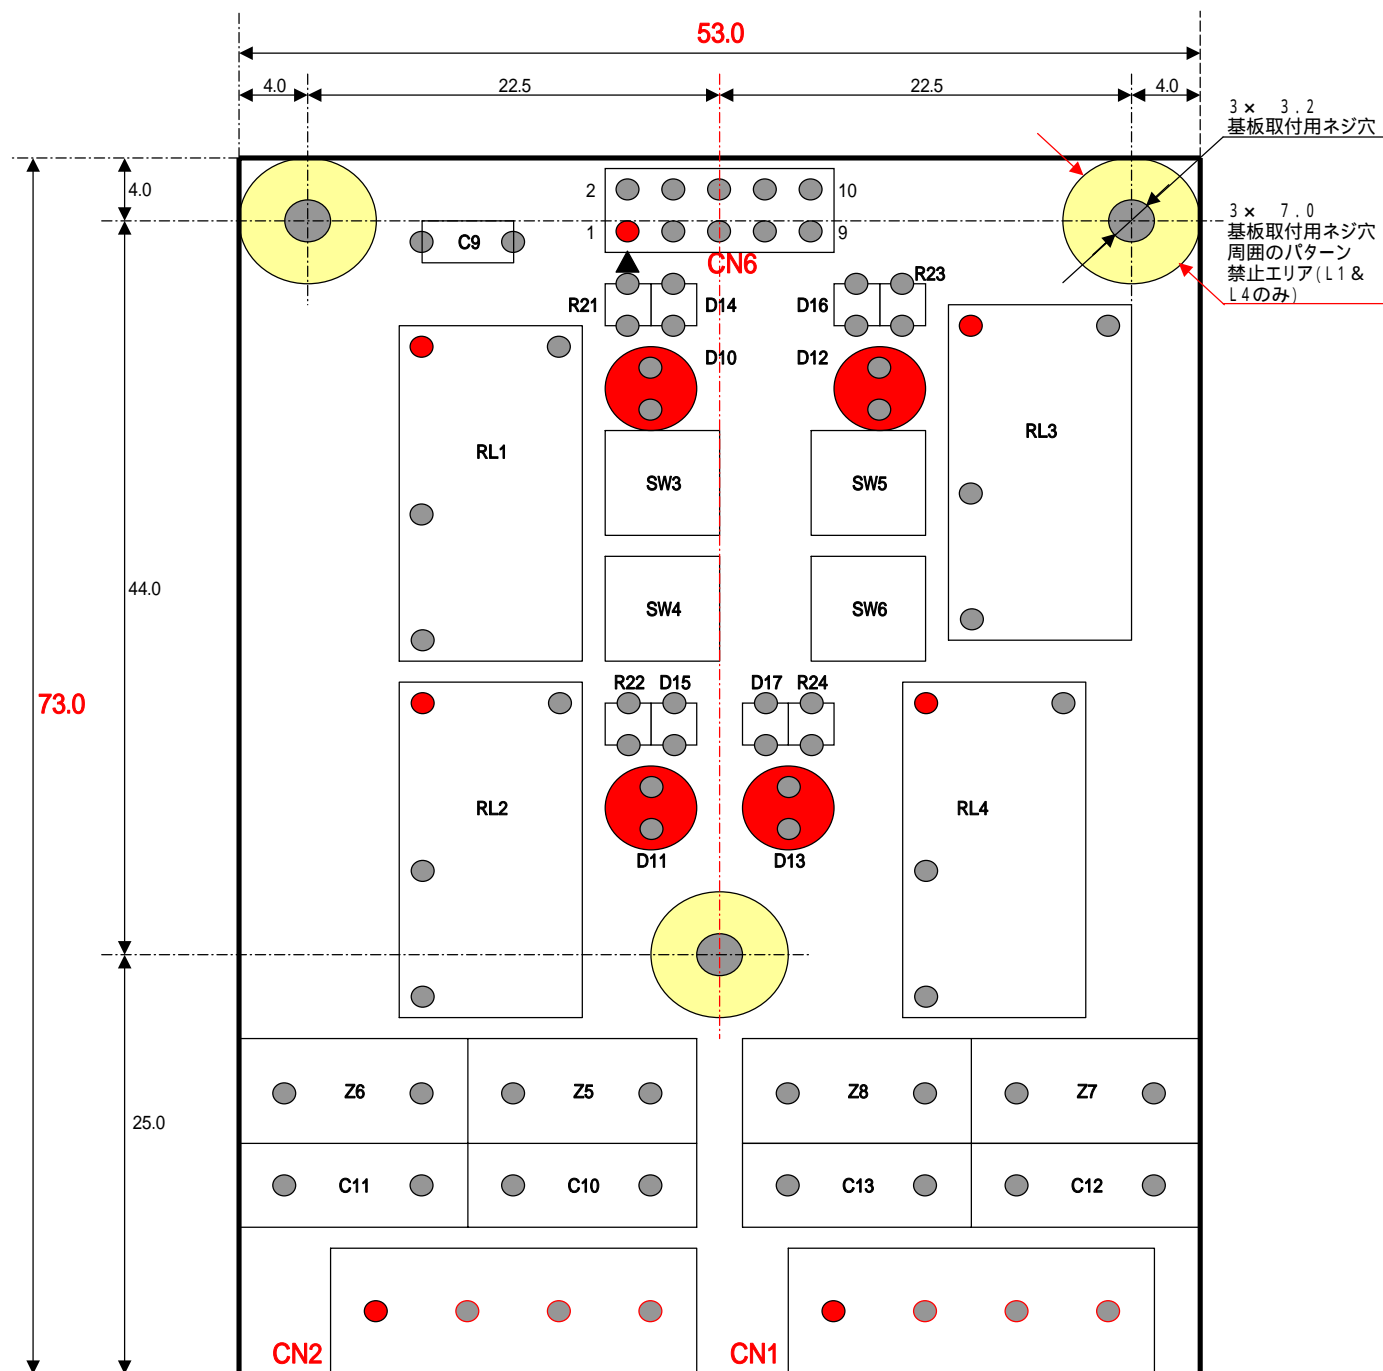 53.0
4.0
22.5
22.5
4.0
3× 3.2
基板取付用ネジ穴
4.0
2
10
3× 7.0
基板取付用ネジ穴
周囲のパターン
禁止エリア(L1&
L4のみ)
1
9
C9
CN6
R23
R21
D14
D16
D10
D12
RL1
RL3
SW3
SW5
44.0
SW4
SW6
73.0
R22
D15
D17
R24
RL2
RL4
D11
D13
25.0
Z6
Z5
Z8
Z7
C11
C10
C13
C12
CN2
CN1